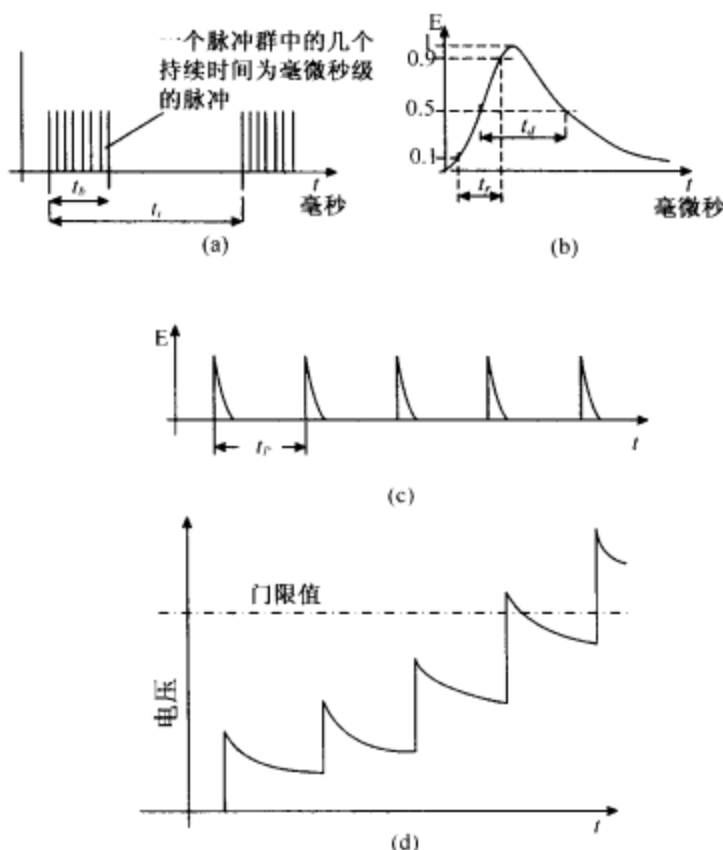 一个脉冲群中的几个
持续时间为毫微秒级
的脉冲
t_b
t_i
t
毫秒
(a)
E
1
0.9
0.5
0.1
t_d
t_r
t
毫微秒
(b)
E
t
(c)
门限值
电压
t
(d)